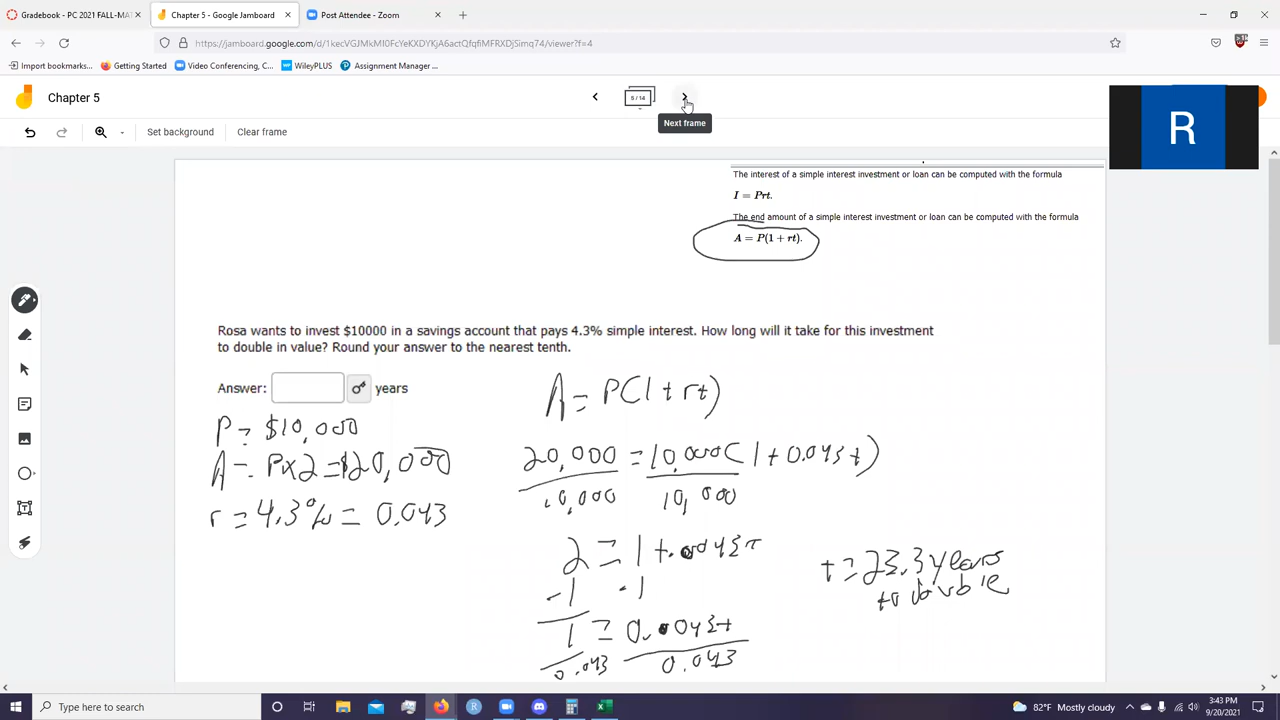 Gradebook - PC 2021 FALL-MAT
Chapter 5 - Google Jamboard
Post Attendee - Zoom
https://jamboard.google.com/d/1kecVGJMkMI0FcYeKXDYKjA6actQfqfiMFRXDjSimq74/viewer?f=4
Import bookmarks...
Getting Started
Video Conferencing, C...
WileyPLUS
Assignment Manager ...
Chapter 5
5 / 14
Next frame
R
Set background
Clear frame
The interest of a simple interest investment or loan can be computed with the formula
I = Prt.
The end amount of a simple interest investment or loan can be computed with the formula
A = P(1 + rt).
Rosa wants to invest $10000 in a savings account that pays 4.3% simple interest. How long will it take for this investment
to double in value? Round your answer to the nearest tenth.
Answer: years
A = P(1 + rt)
P = $10,000
A = Px2 = $20,000
20,000 = 10,000(1 + 0.043t)
10,000 10,000
r = 4.3% = 0.043
2 = 1 +
-1 -1
t = 23.3 years
to double
1 =
0.043 0.043
Type here to search
82°F Mostly cloudy
3:43 PM
9/20/2021